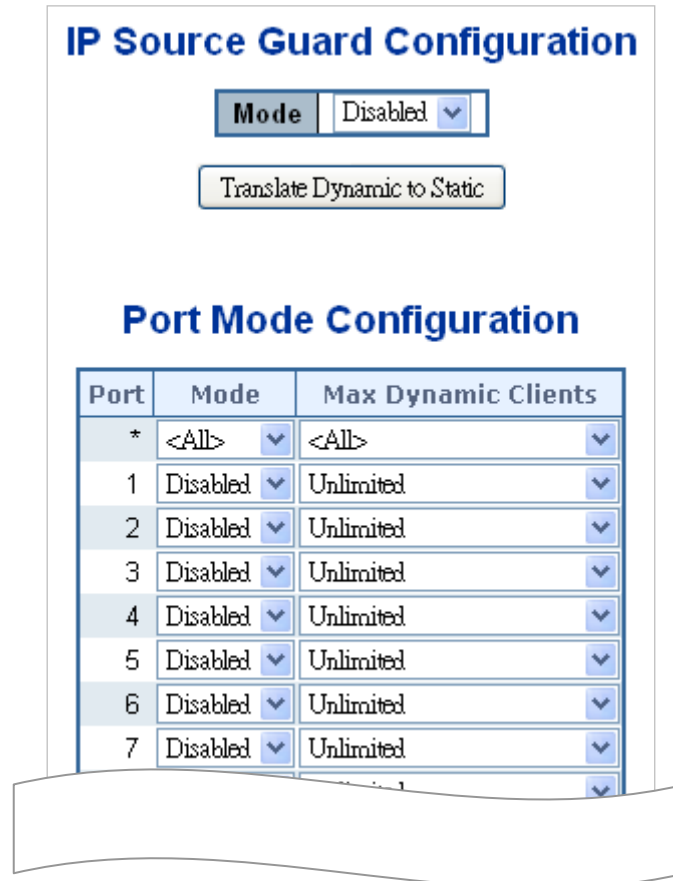 IP Source Guard Configuration
Mode Disabled
Translate Dynamic to Static
Port Mode Configuration
Port Mode Max Dynamic Clients
* <All> <All>
1 Disabled Unlimited
2 Disabled Unlimited
3 Disabled Unlimited
4 Disabled Unlimited
5 Disabled Unlimited
6 Disabled Unlimited
7 Disabled Unlimited